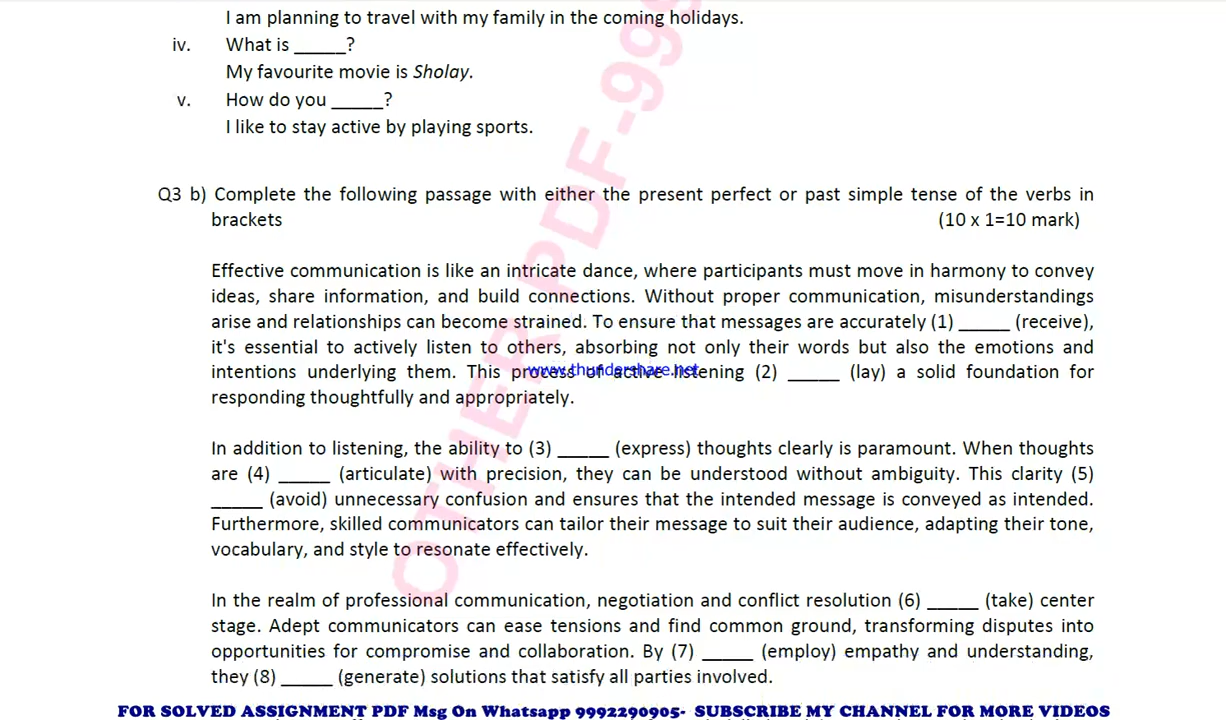 I am planning to travel with my family in the coming holidays.
iv. What is _____?
My favourite movie is Sholay.
v. How do you _____?
I like to stay active by playing sports.
Q3 b) Complete the following passage with either the present perfect or past simple tense of the verbs in
brackets (10 x 1=10 mark)
Effective communication is like an intricate dance, where participants must move in harmony to convey
ideas, share information, and build connections. Without proper communication, misunderstandings
arise and relationships can become strained. To ensure that messages are accurately (1) _____ (receive),
it's essential to actively listen to others, absorbing not only their words but also the emotions and
intentions underlying them. This process of active listening (2) _____ (lay) a solid foundation for
www.thundershare.net
responding thoughtfully and appropriately.
In addition to listening, the ability to (3) _____ (express) thoughts clearly is paramount. When thoughts
are (4) _____ (articulate) with precision, they can be understood without ambiguity. This clarity (5)
_____ (avoid) unnecessary confusion and ensures that the intended message is conveyed as intended.
Furthermore, skilled communicators can tailor their message to suit their audience, adapting their tone,
vocabulary, and style to resonate effectively.
In the realm of professional communication, negotiation and conflict resolution (6) _____ (take) center
stage. Adept communicators can ease tensions and find common ground, transforming disputes into
opportunities for compromise and collaboration. By (7) _____ (employ) empathy and understanding,
they (8) _____ (generate) solutions that satisfy all parties involved.
OTHER PDF-999
FOR SOLVED ASSIGNMENT PDF Msg On Whatsapp 9992290905- SUBSCRIBE MY CHANNEL FOR MORE VIDEOS